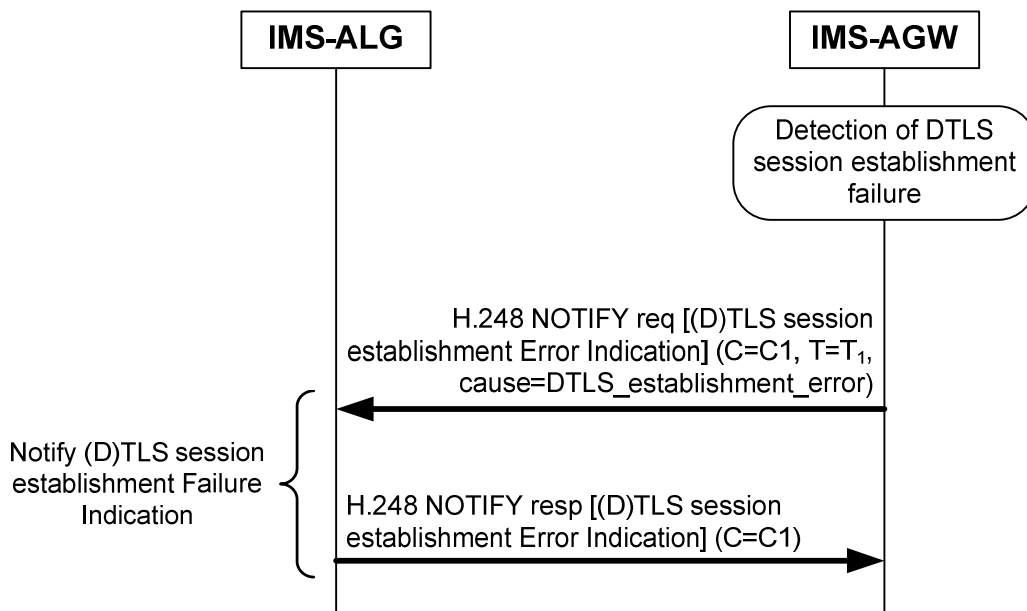 IMS-ALG
IMS-AGW
Detection of DTLS
session establishment
failure
H.248 NOTIFY req [(D)TLS session
establishment Error Indication] (C=C1, T=T₁,
cause=DTLS_establishment_error)
Notify (D)TLS session
establishment Failure
Indication
H.248 NOTIFY resp [(D)TLS session
establishment Error Indication] (C=C1)